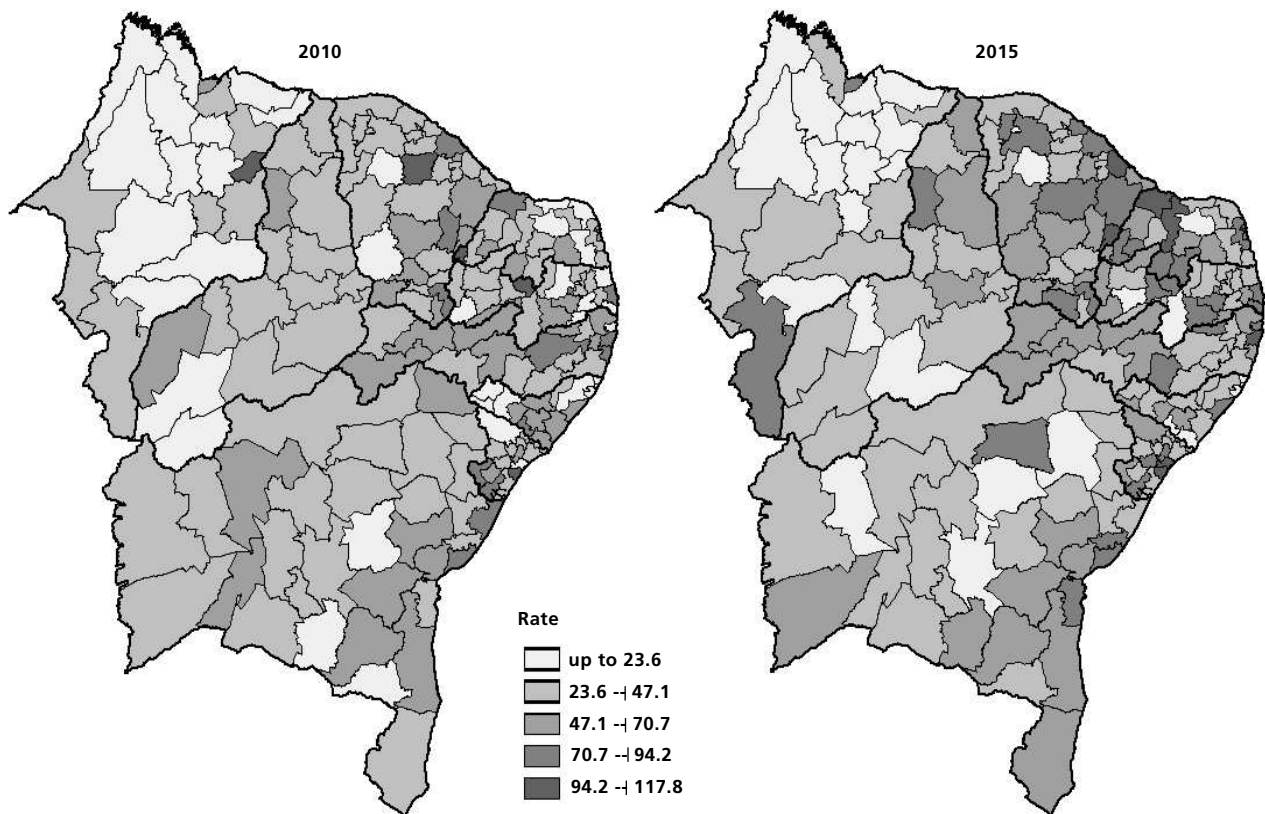 2010
2015
Rate
up to 23.6
23.6 --┤ 47.1
47.1 --┤ 70.7
70.7 --┤ 94.2
94.2 --┤ 117.8